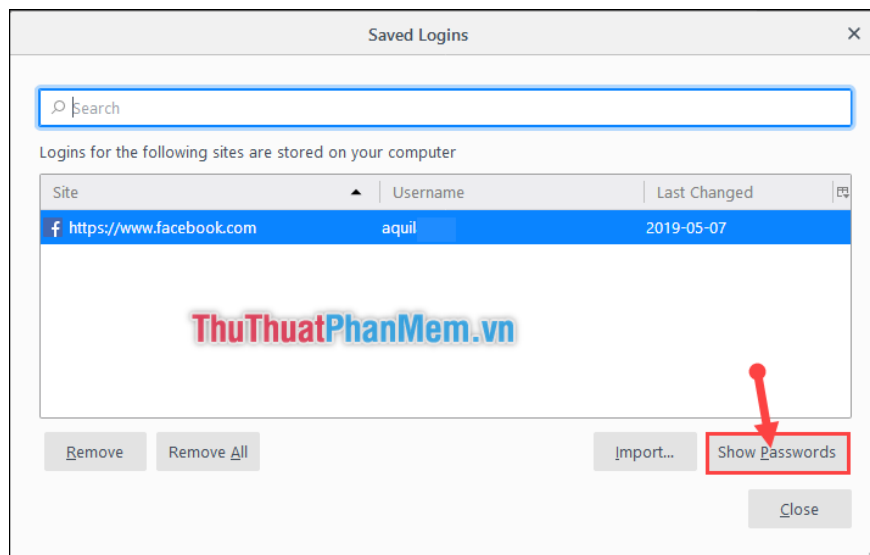 Saved Logins
Search
Logins for the following sites are stored on your computer
Site Username Last Changed
https://www.facebook.com aquil 2019-05-07
ThuThuatPhanMem.vn
Remove Remove All Import... Show Passwords
Close